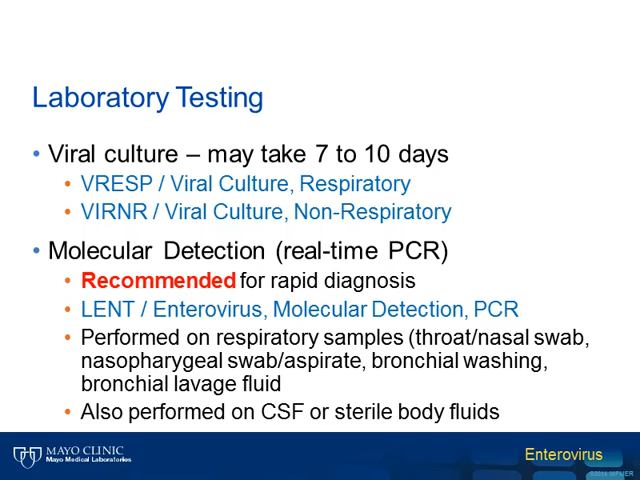 Laboratory Testing
• Viral culture – may take 7 to 10 days
• VRESP / Viral Culture, Respiratory
• VIRNR / Viral Culture, Non-Respiratory
• Molecular Detection (real-time PCR)
• Recommended for rapid diagnosis
• LENT / Enterovirus, Molecular Detection, PCR
• Performed on respiratory samples (throat/nasal swab,
nasopharygeal swab/aspirate, bronchial washing,
bronchial lavage fluid
• Also performed on CSF or sterile body fluids
MAYO CLINIC
Mayo Medical Laboratories
Enterovirus